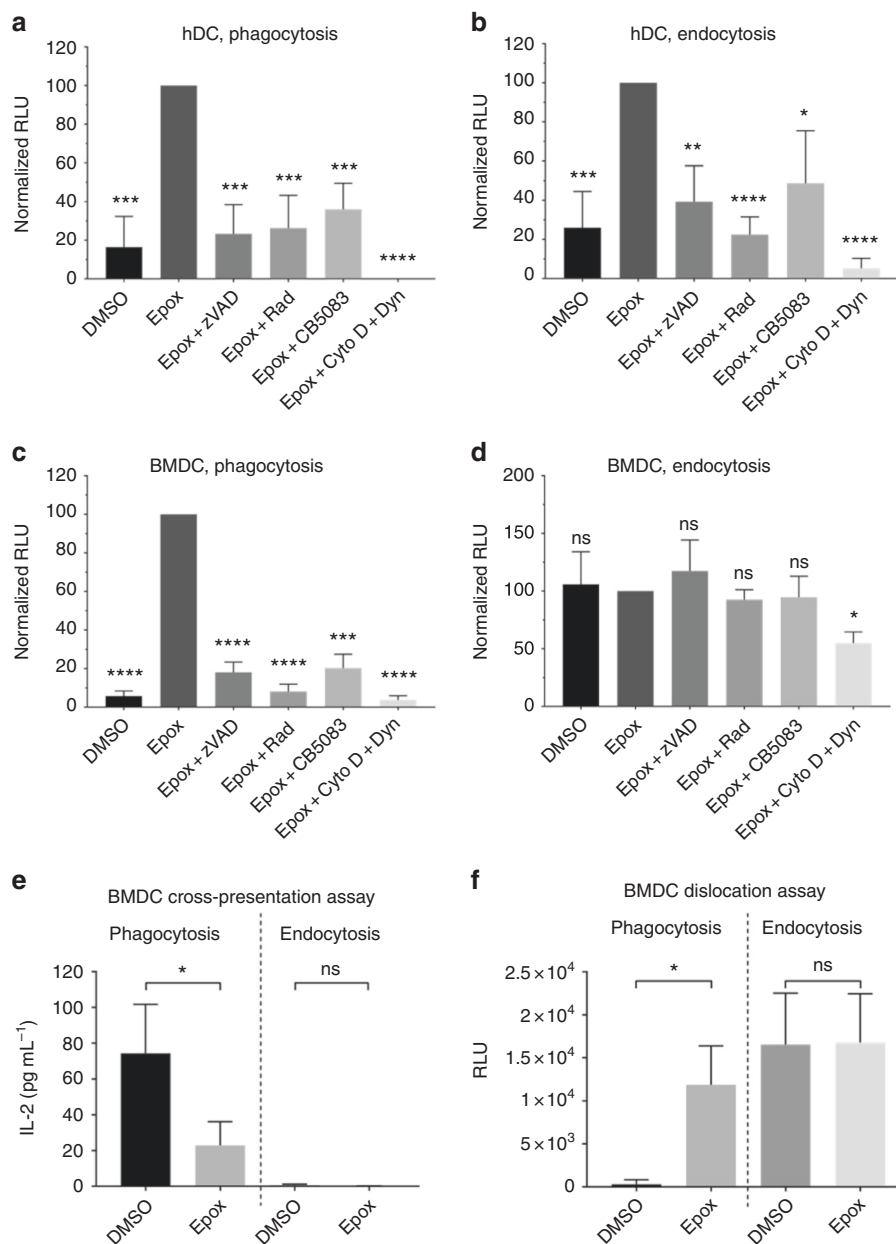 a
hDC, phagocytosis
Normalized RLU
120
100
80
60
40
20
0
***
***
***
***
****
DMSO
Epox
Epox + zVAD
Epox + Rad
Epox + CB5083
Epox + Cyto D + Dyn
b
hDC, endocytosis
Normalized RLU
120
100
80
60
40
20
0
***
**
****
*
****
DMSO
Epox
Epox + zVAD
Epox + Rad
Epox + CB5083
Epox + Cyto D + Dyn
c
BMDC, phagocytosis
Normalized RLU
120
100
80
60
40
20
0
****
****
****
***
****
DMSO
Epox
Epox + zVAD
Epox + Rad
Epox + CB5083
Epox + Cyto D + Dyn
d
BMDC, endocytosis
Normalized RLU
200
150
100
50
0
ns
ns
ns
ns
*
DMSO
Epox
Epox + zVAD
Epox + Rad
Epox + CB5083
Epox + Cyto D + Dyn
e
BMDC cross-presentation assay
Phagocytosis
Endocytosis
IL-2 (pg mL⁻¹)
120
100
80
60
40
20
0
*
ns
DMSO
Epox
DMSO
Epox
f
BMDC dislocation assay
Phagocytosis
Endocytosis
RLU
2.5 × 10⁴
2 × 10⁴
1.5 × 10⁴
1 × 10⁴
5 × 10³
0
*
ns
DMSO
Epox
DMSO
Epox